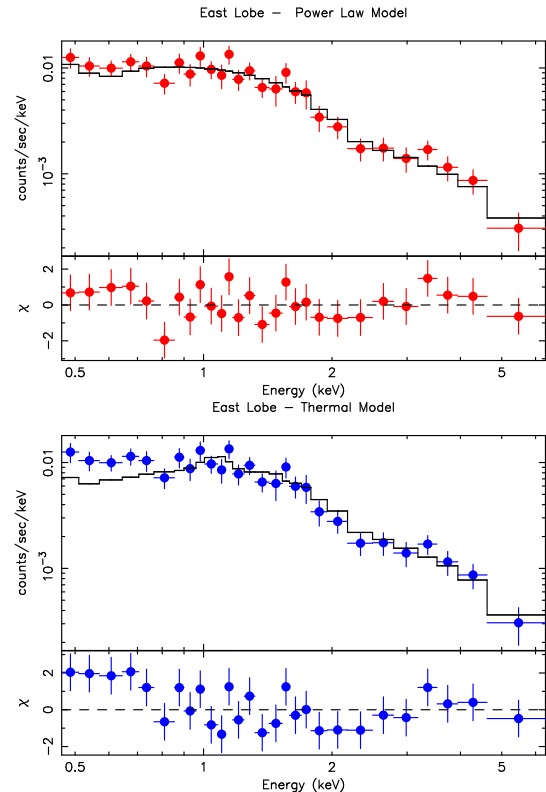 East Lobe – Power Law Model
0.01
10⁻³
counts/sec/keV
2
0
−2
χ
0.5 1 2 5
Energy (keV)
East Lobe – Thermal Model
0.01
10⁻³
counts/sec/keV
2
0
−2
χ
0.5 1 2 5
Energy (keV)